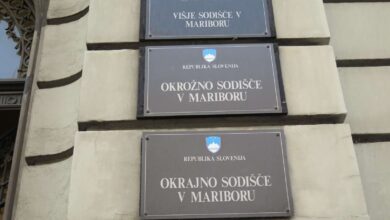 VIŠJE SODIŠČE V
MARIBORU
REPUBLIKA SLOVENIJA
OKROŽNO SODIŠČE
V MARIBORU
REPUBLIKA SLOVENIJA
OKRAJNO SODIŠČE
V MARIBORU